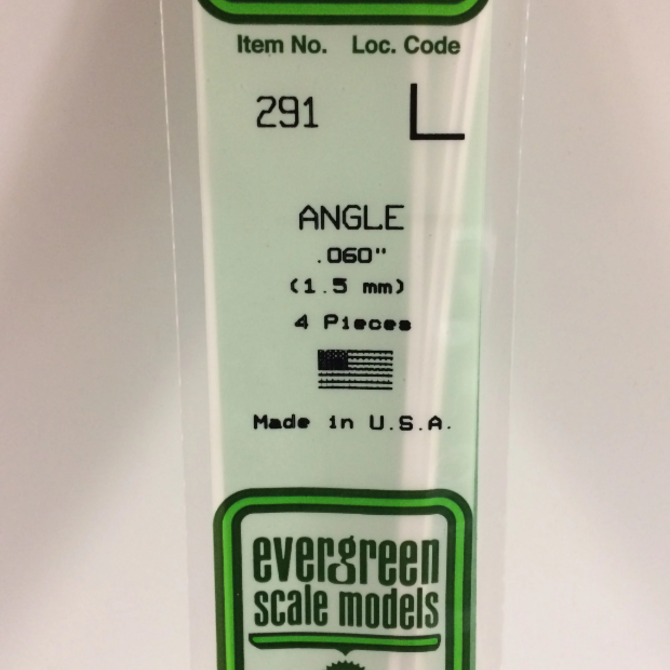 Item No. Loc. Code
291 L
ANGLE
.060"
(1.5 mm)
4 Pieces
Made in U.S.A.
evergreen
scale models